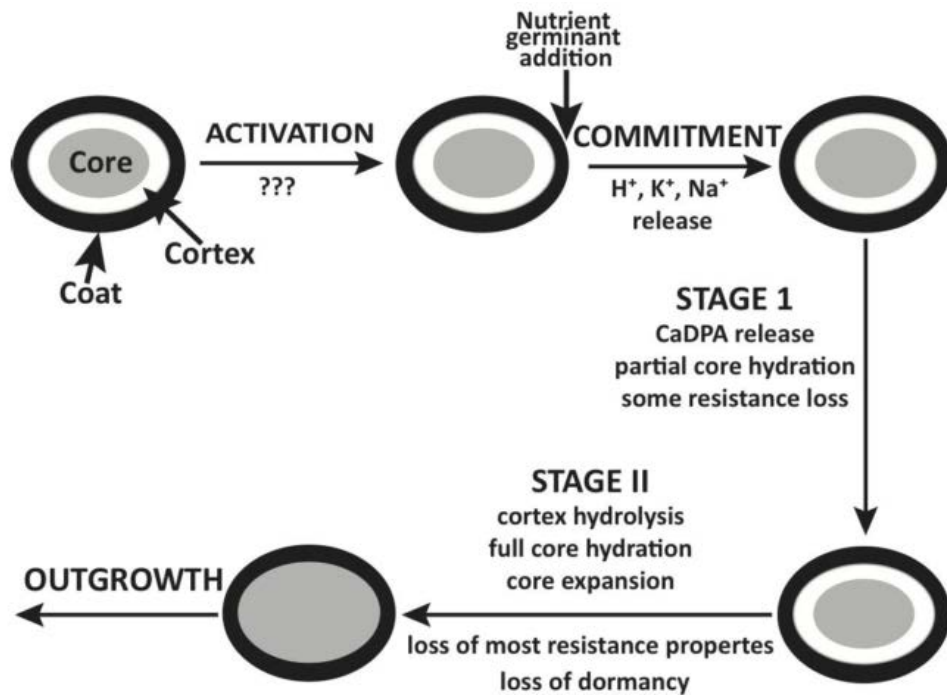 Nutrient
germinant
addition
ACTIVATION
COMMITMENT
Core
???
H⁺, K⁺, Na⁺
release
Cortex
Coat
STAGE 1
CaDPA release
partial core hydration
some resistance loss
STAGE II
cortex hydrolysis
full core hydration
core expansion
OUTGROWTH
loss of most resistance propertes
loss of dormancy